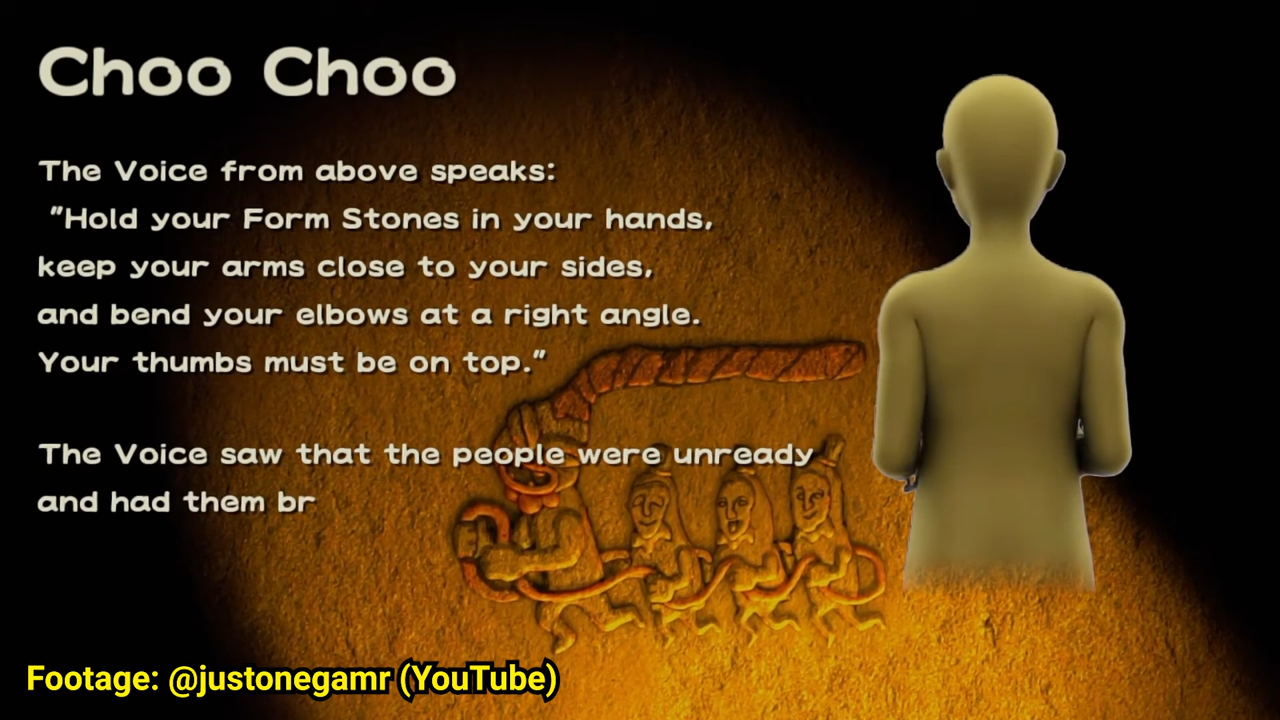 Choo Choo
The Voice from above speaks:
"Hold your Form Stones in your hands,
keep your arms close to your sides,
and bend your elbows at a right angle.
Your thumbs must be on top."
The Voice saw that the people were unready
and had them br
Footage: @justonegamr (YouTube)